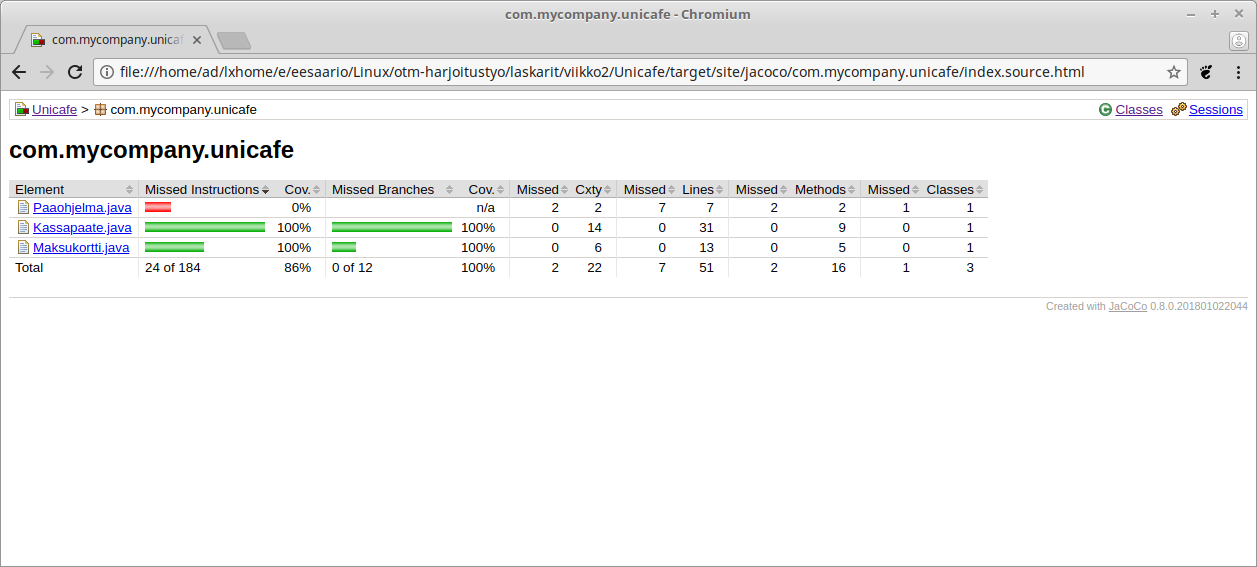 com.mycompany.unicafe - Chromium
com.mycompany.unicaf
file:///home/ad/lxhome/e/eesaario/Linux/otm-harjoitustyo/laskarit/viikko2/Unicafe/target/site/jacoco/com.mycompany.unicafe/index.source.html
Unicafe > com.mycompany.unicafe Classes Sessions
com.mycompany.unicafe
Element Missed Instructions Cov. Missed Branches Cov. Missed Cxty Missed Lines Missed Methods Missed Classes
Paaohjelma.java 0% n/a 2 2 7 7 2 2 1 1
Kassapaate.java 100% 100% 0 14 0 31 0 9 0 1
Maksukortti.java 100% 100% 0 6 0 13 0 5 0 1
Total 24 of 184 86% 0 of 12 100% 2 22 7 51 2 16 1 3
Created with JaCoCo 0.8.0.201801022044